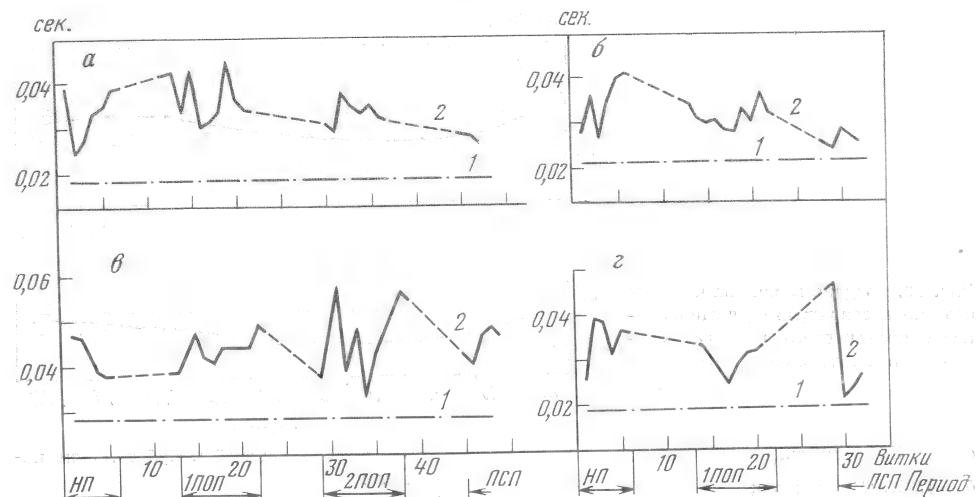 сек.
сек.
а
0,04
2
1
0,02
б
0,04
2
1
0,02
в
0,06
2
0,04
1
г
0,04
2
1
0,02
10 20 30 40
10 20 30 Витки
НП 1ПОП 2ПОП ПСП
НП 1ПОП ПСП Период